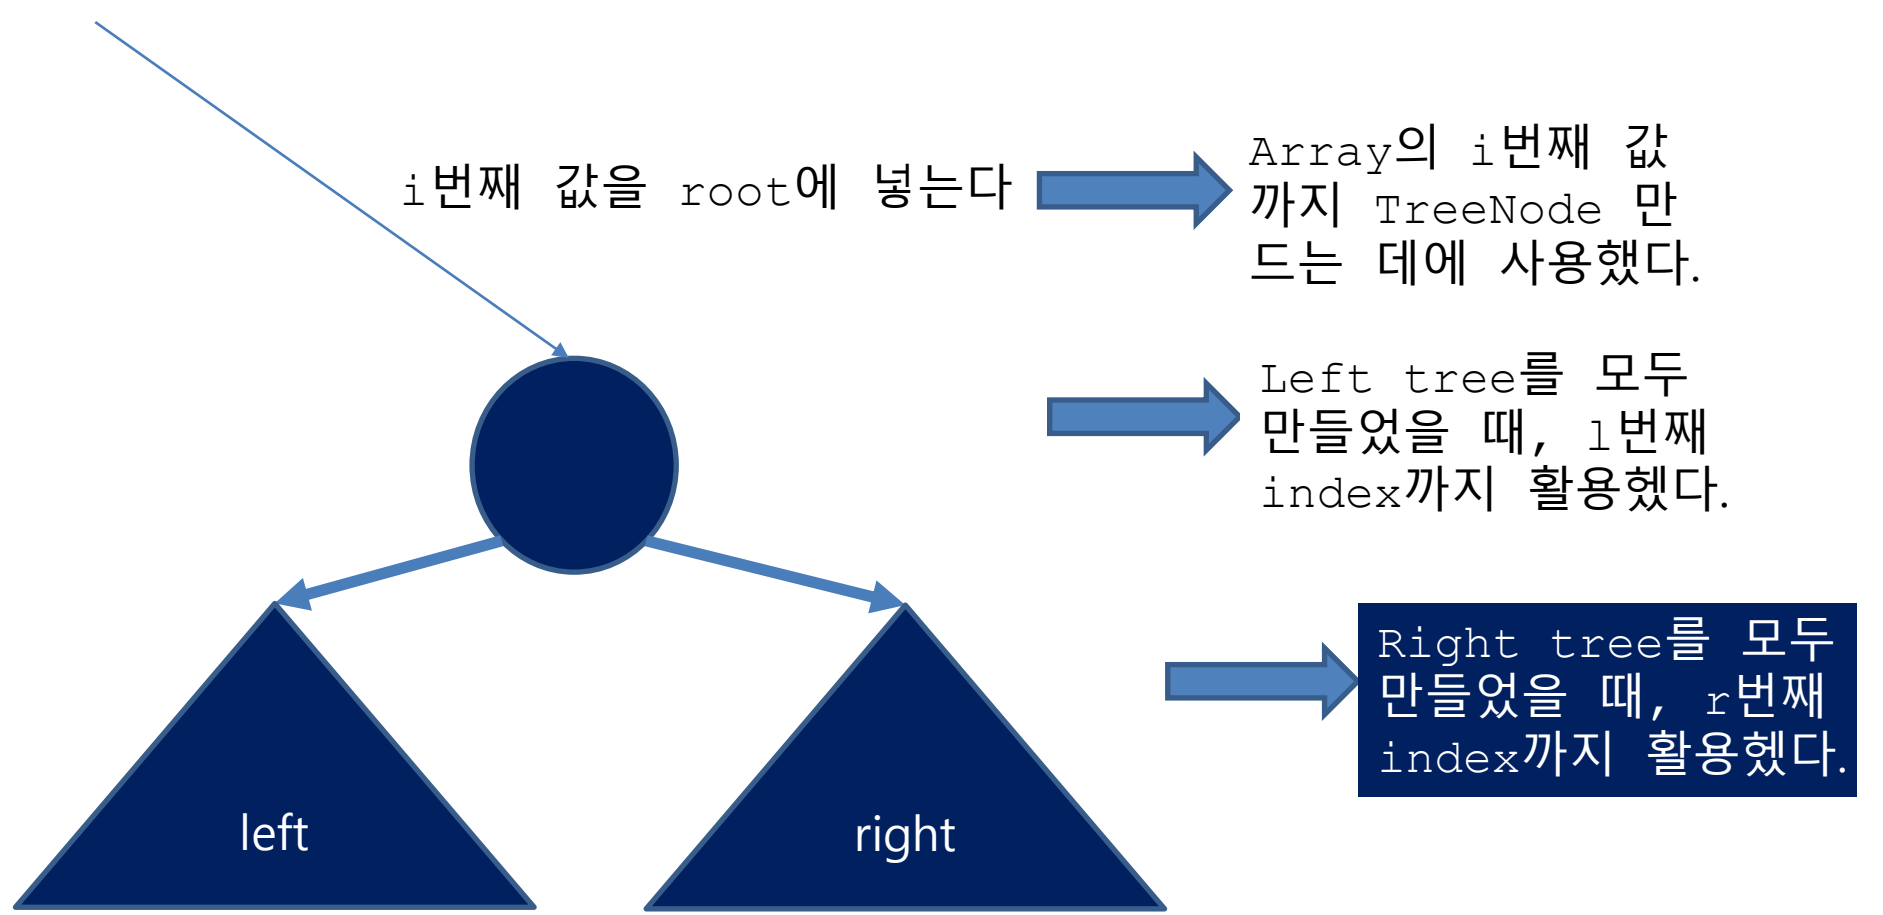 i번째 값을 root에 넣는다
Array의 i번째 값
까지 TreeNode 만
드는 데에 사용했다.
Left tree를 모두
만들었을 때, l번째
index까지 활용헀다.
Right tree를 모두
만들었을 때, r번째
index까지 활용헀다.
left
right